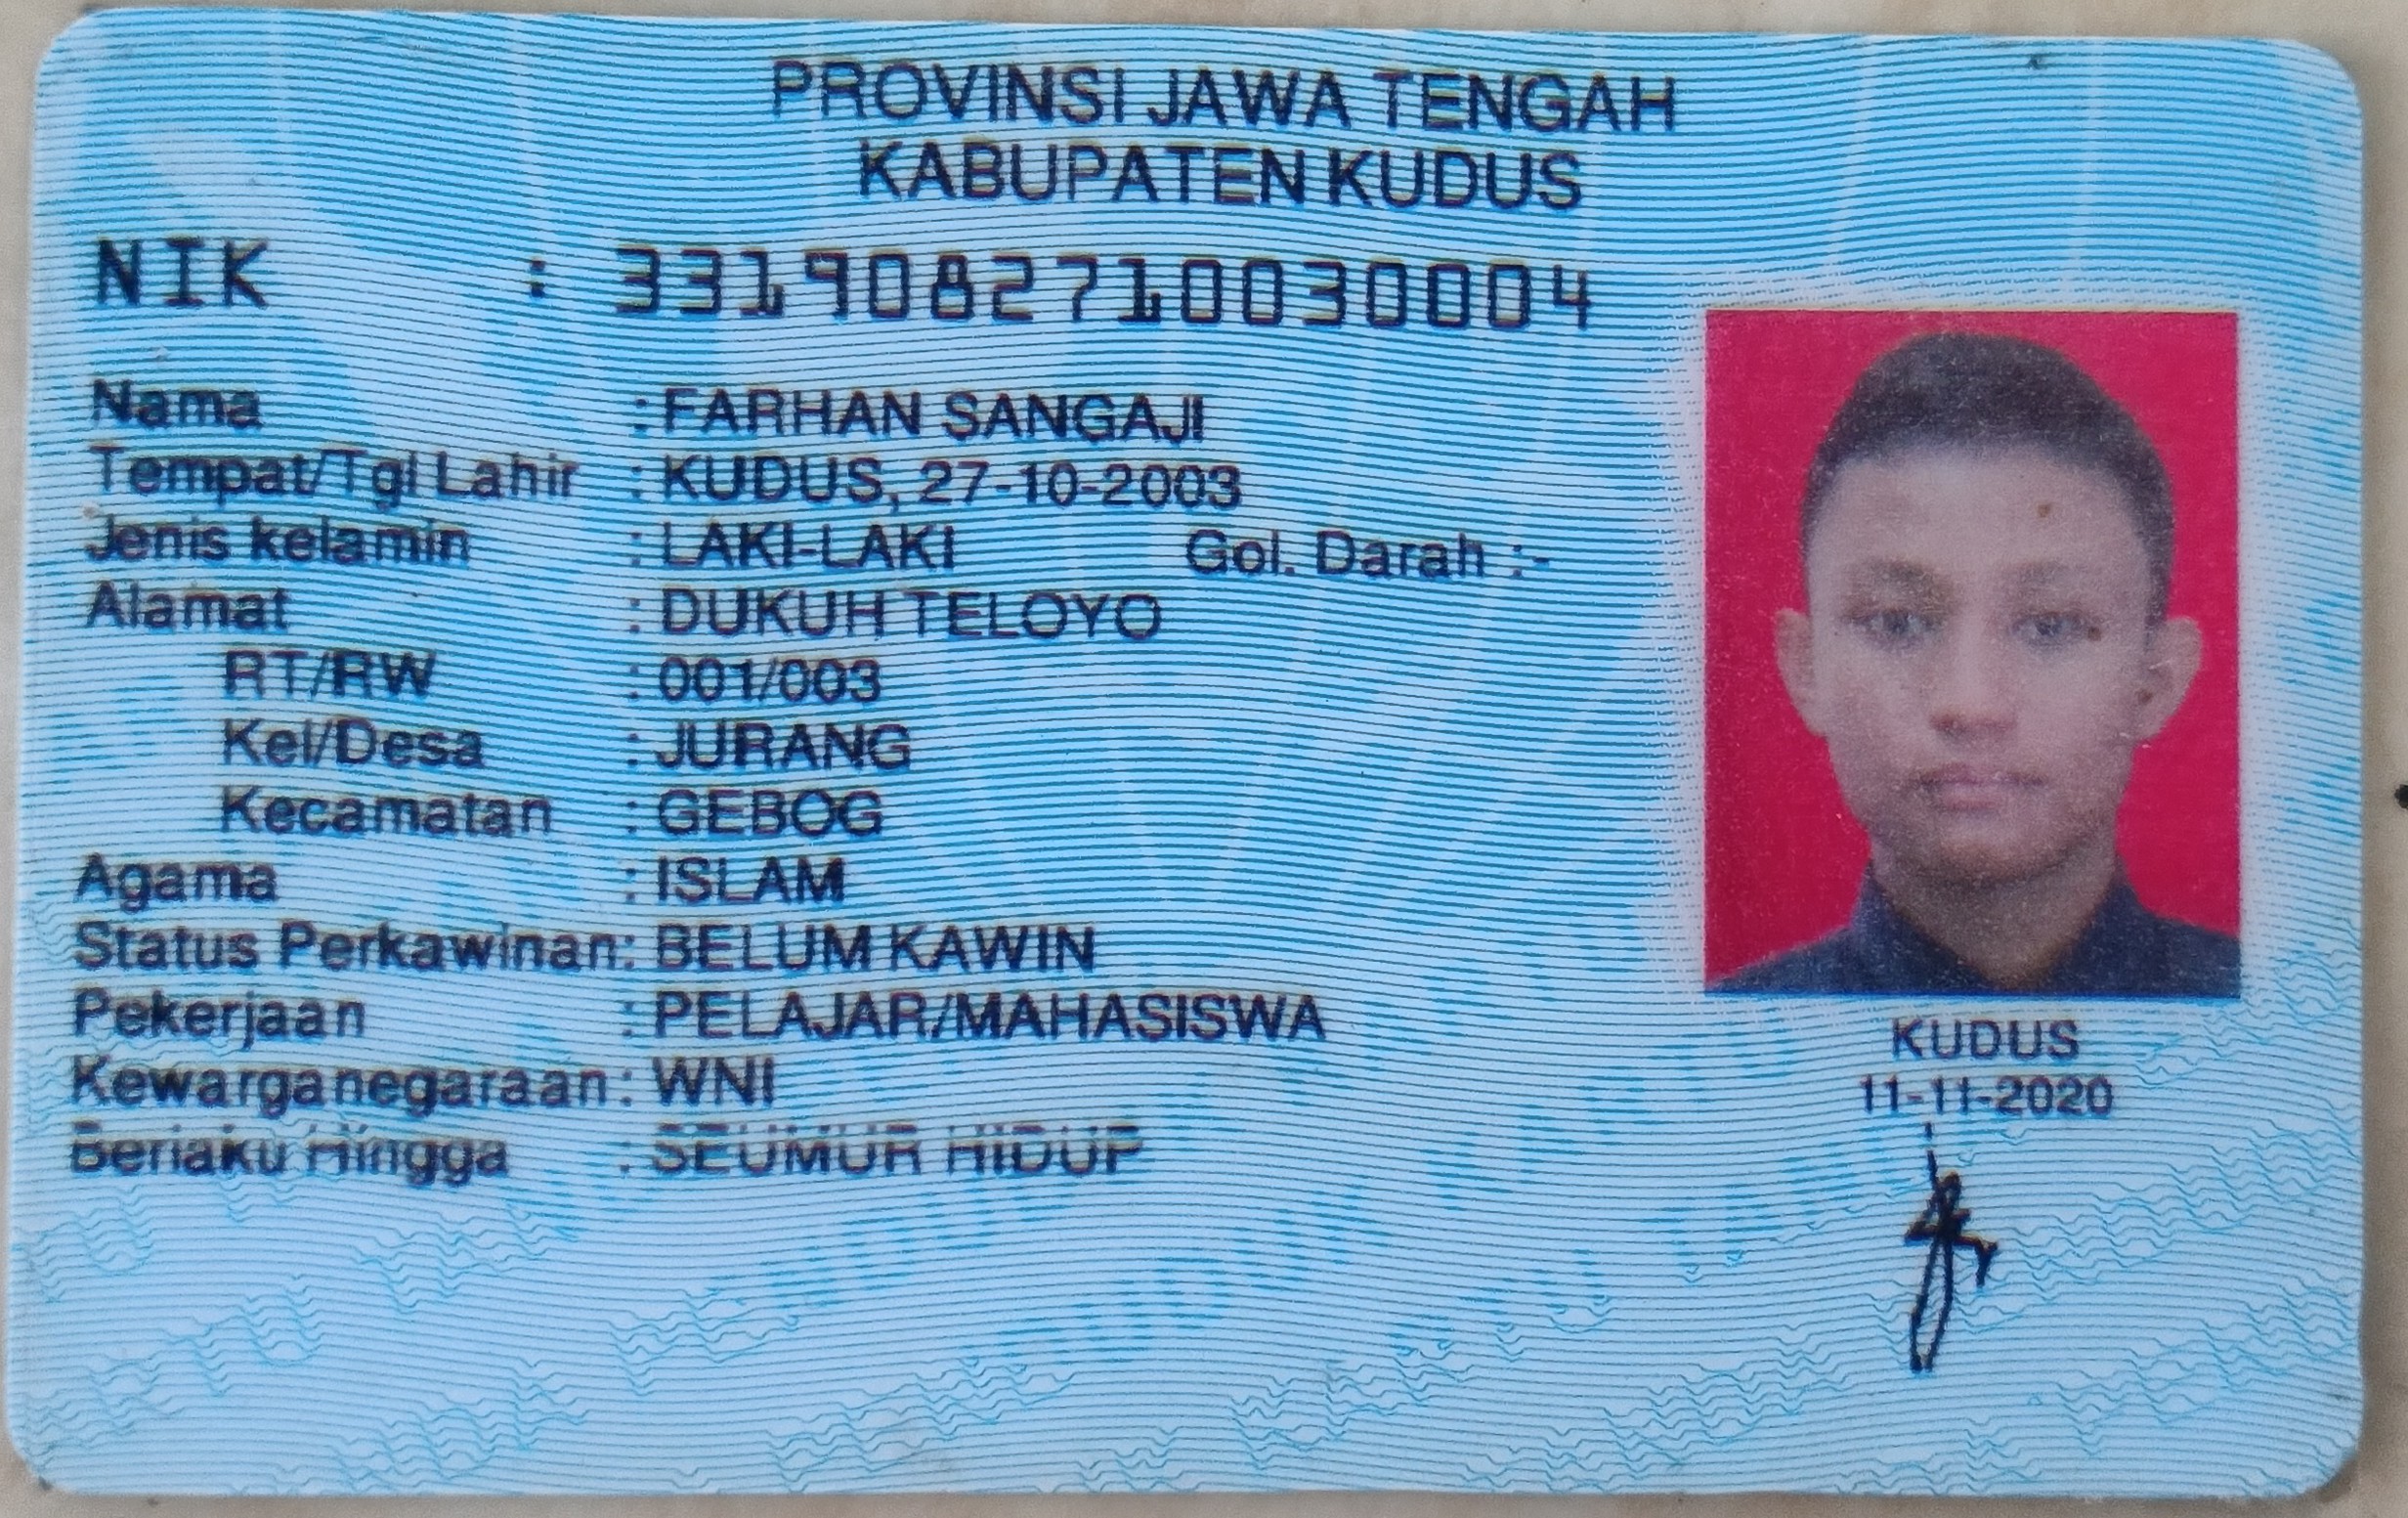 PROVINSI JAWA TENGAH
KABUPATEN KUDUS
NIK : 3319082710030004
Nama : FARHAN SANGAJI
Tempat/Tgl Lahir : KUDUS, 27-10-2003
Jenis kelamin : LAKI-LAKI Gol. Darah :-
Alamat : DUKUH TELOYO
RT/RW : 001/003
Kel/Desa : JURANG
Kecamatan : GEBOG
Agama : ISLAM
Status Perkawinan: BELUM KAWIN
Pekerjaan : PELAJAR/MAHASISWA
Kewarganegaraan: WNI
Berlaku Hingga : SEUMUR HIDUP
KUDUS
11-11-2020